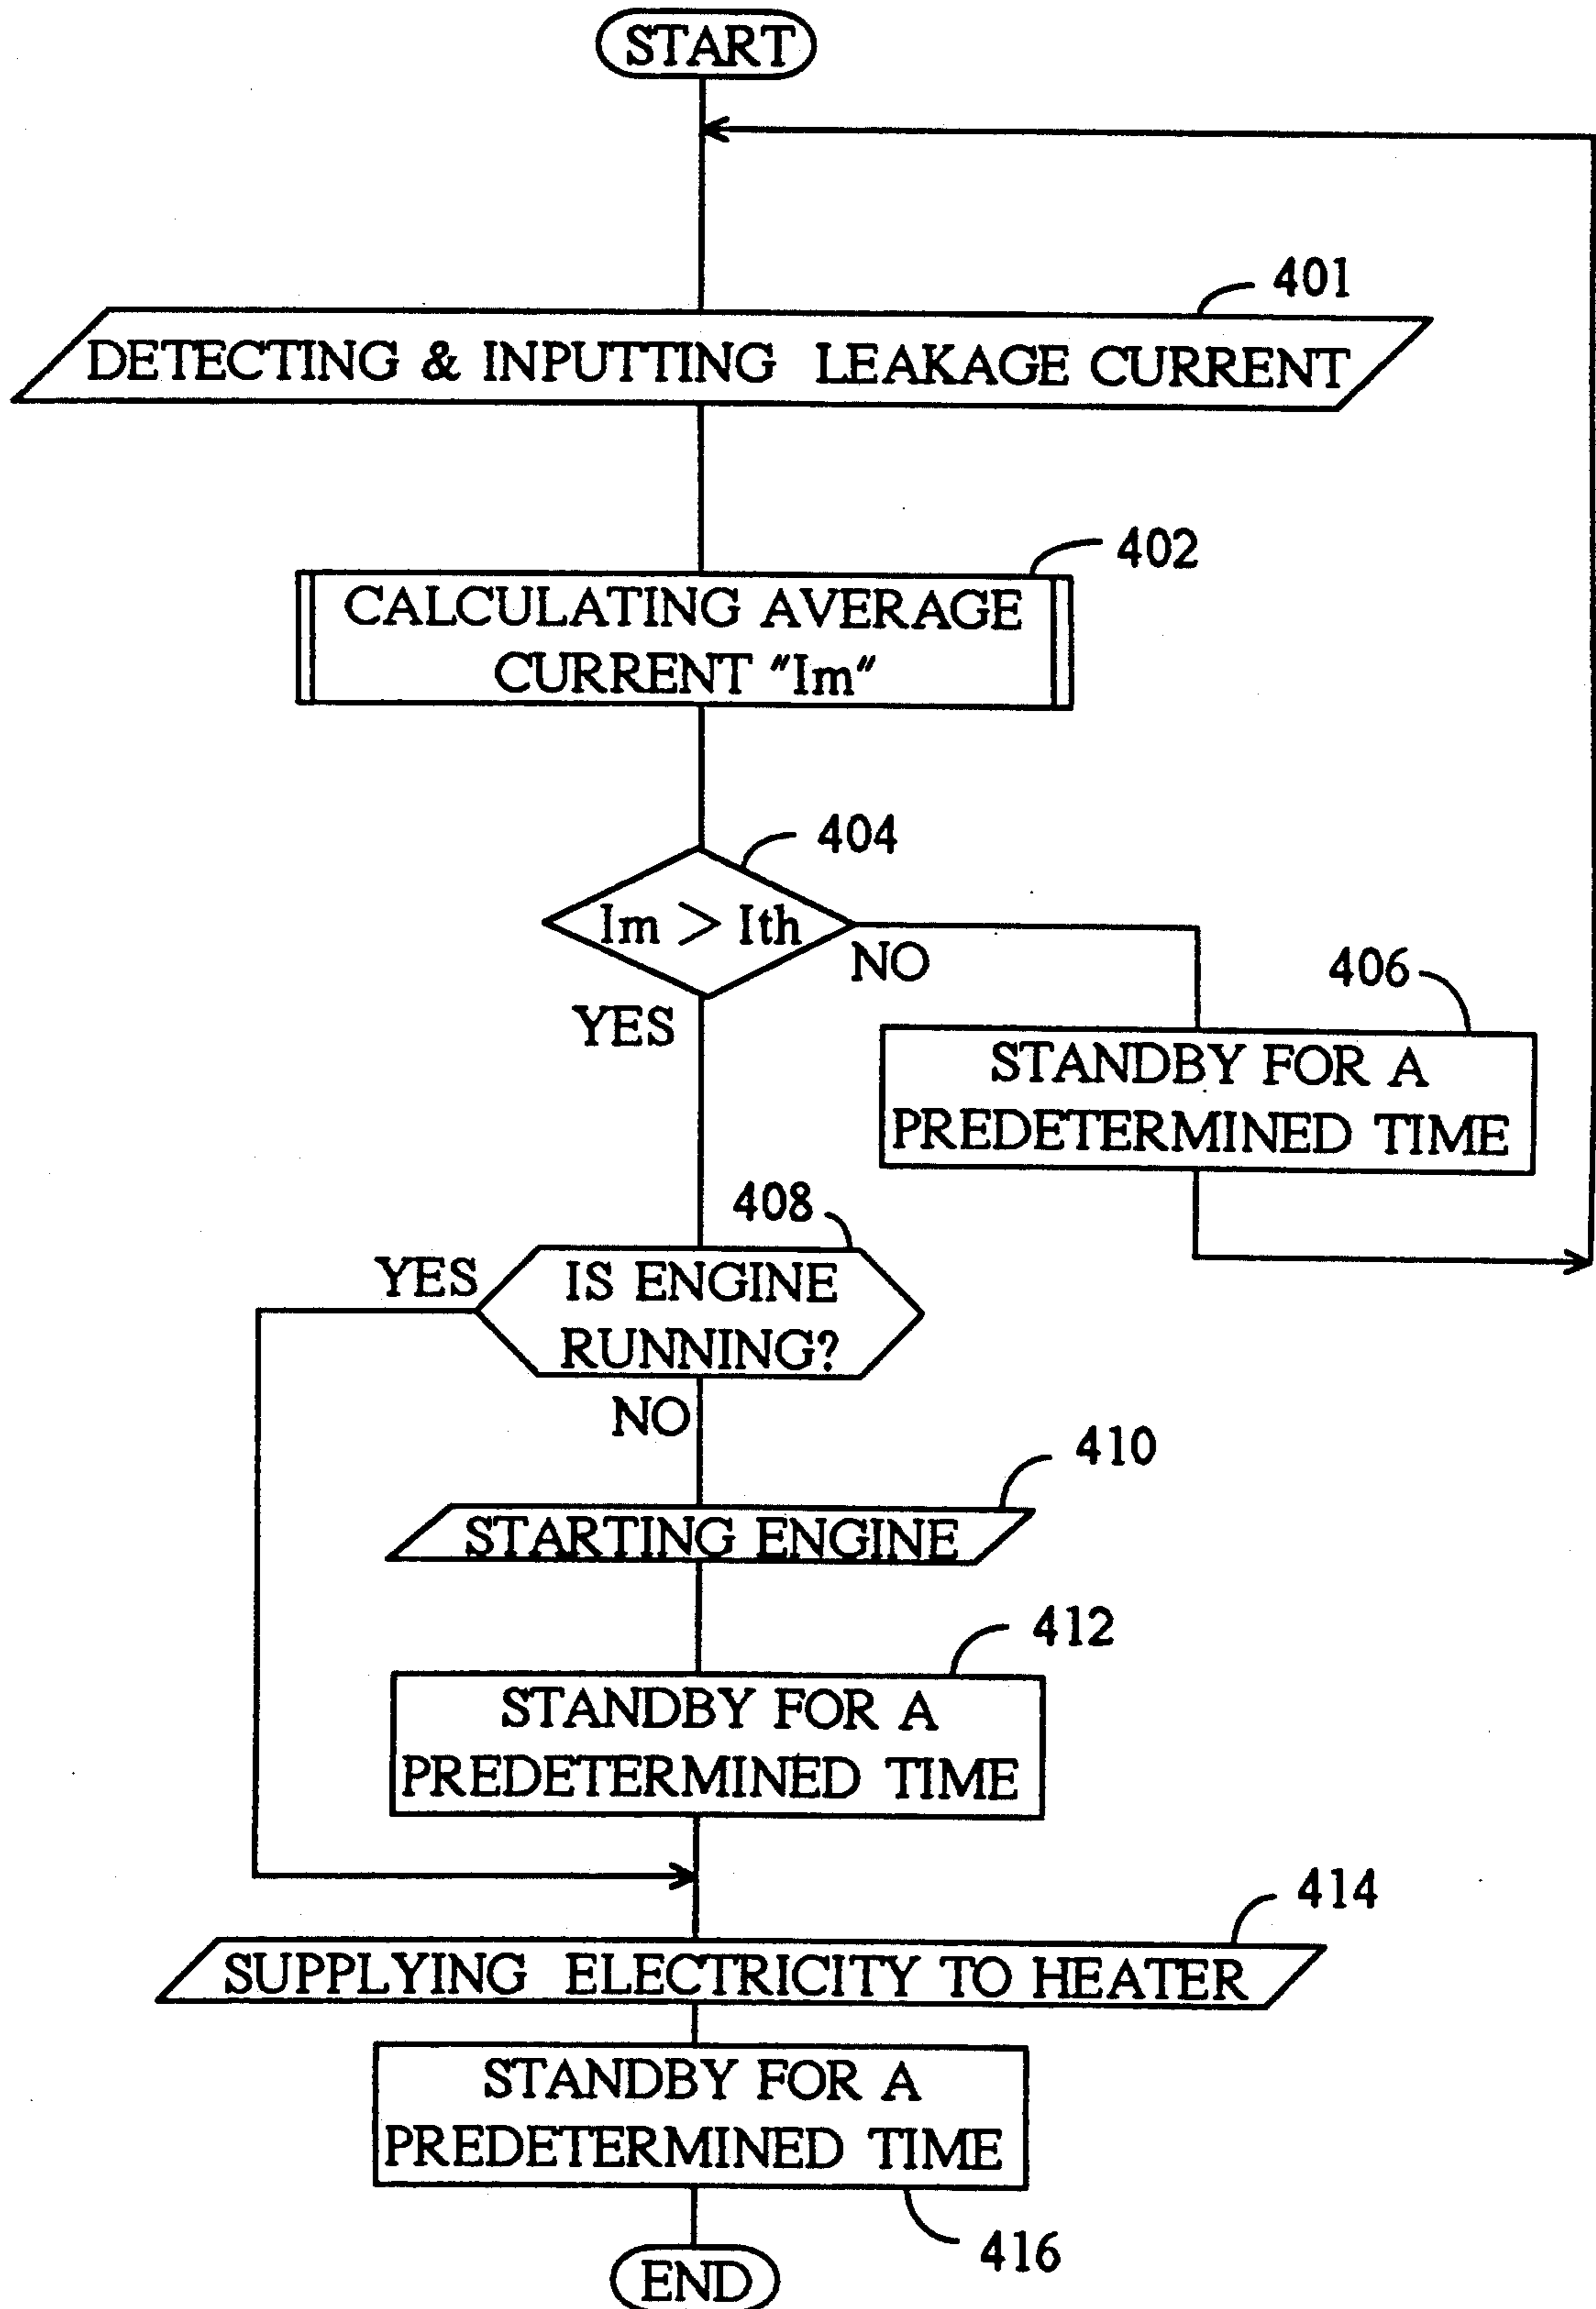 START
401
DETECTING & INPUTTING LEAKAGE CURRENT
402
CALCULATING AVERAGE
CURRENT "Im"
404
Im > Ith
NO
YES
406
STANDBY FOR A
PREDETERMINED TIME
408
YES
IS ENGINE
RUNNING?
NO
410
STARTING ENGINE
412
STANDBY FOR A
PREDETERMINED TIME
414
SUPPLYING ELECTRICITY TO HEATER
STANDBY FOR A
PREDETERMINED TIME
416
END